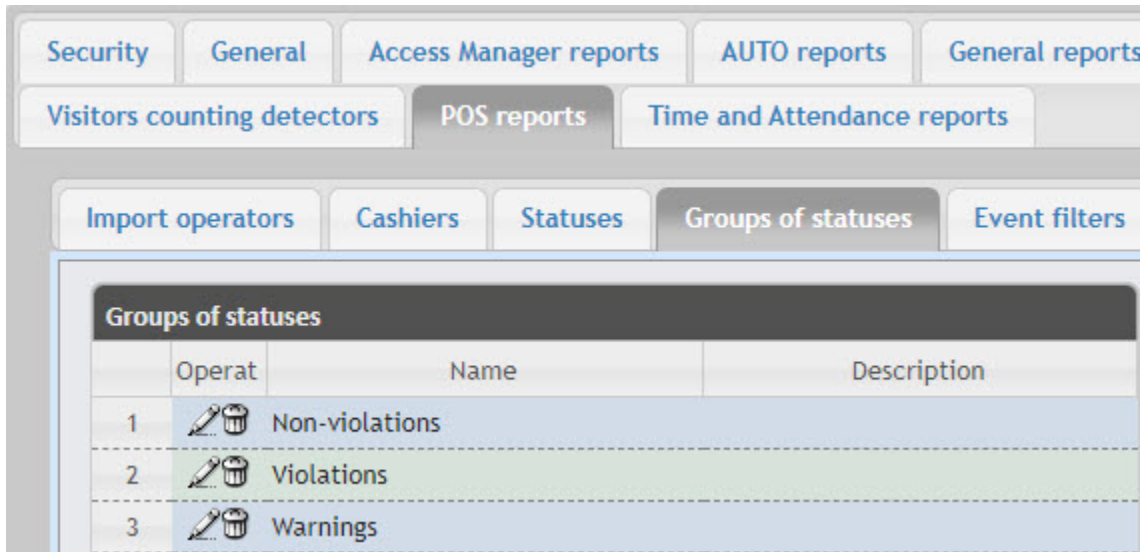 Security General Access Manager reports AUTO reports General reports
Visitors counting detectors POS reports Time and Attendance reports
Import operators Cashiers Statuses Groups of statuses Event filters
Groups of statuses
Operat Name Description
1 Non-violations
2 Violations
3 Warnings